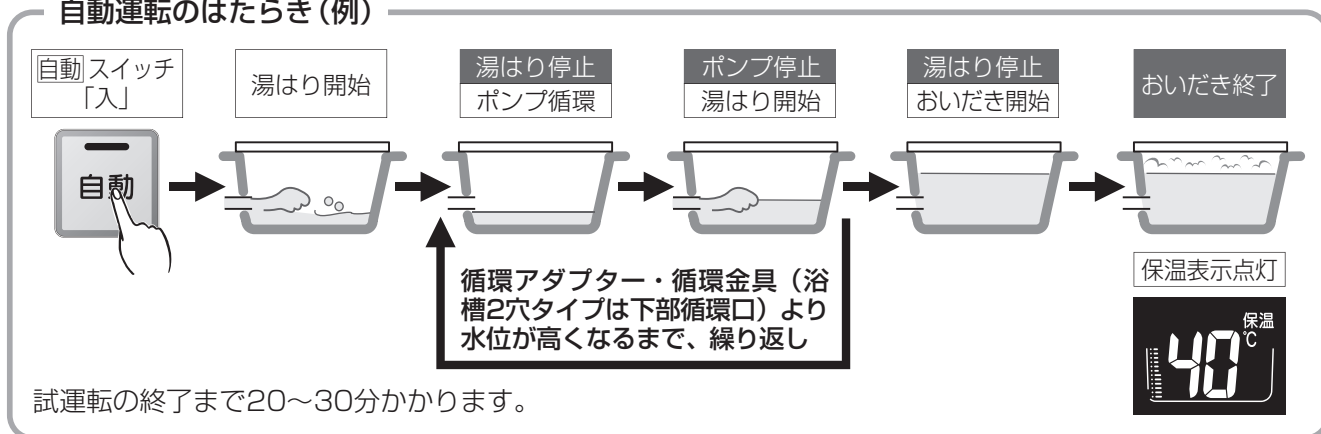 自動運転のはたらき(例)
自動 スイッチ
「入」
湯はり開始
湯はり停止
ポンプ循環
ポンプ停止
湯はり開始
湯はり停止
おいだき開始
おいだき終了
自動
循環アダプター・循環金具（浴
槽2穴タイプは下部循環口）より
水位が高くなるまで、繰り返し
保温表示点灯
保温
40℃
試運転の終了まで20～30分かかります。